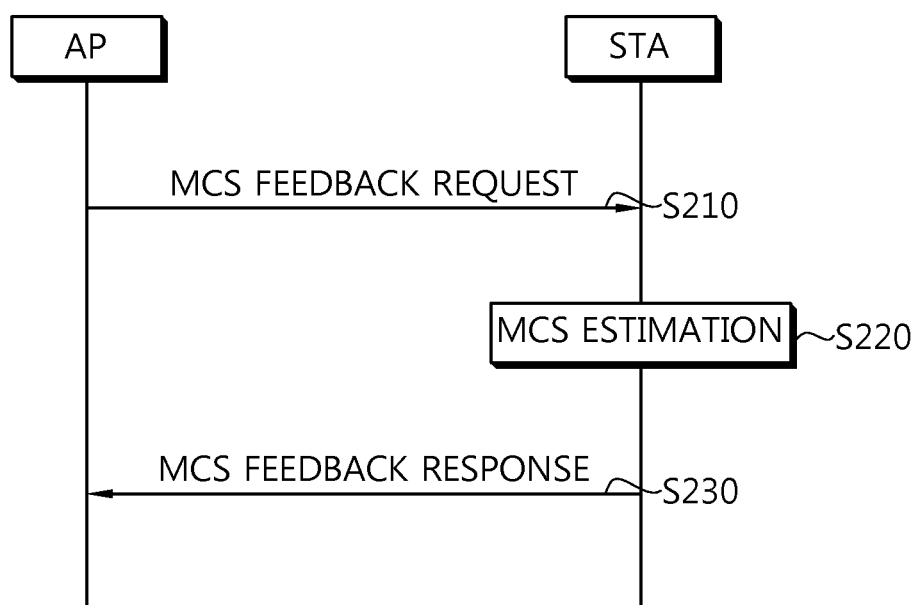 AP
STA
MCS FEEDBACK REQUEST
S210
MCS ESTIMATION
S220
MCS FEEDBACK RESPONSE
S230